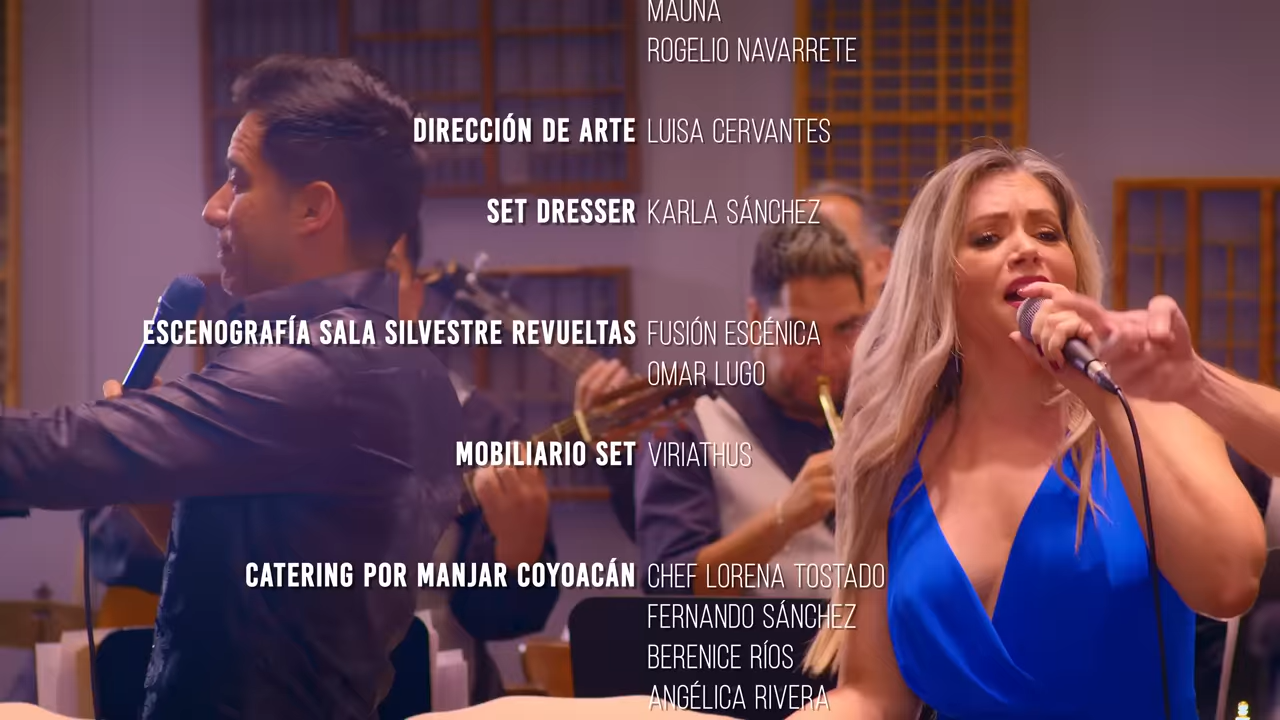 MAUNA
ROGELIO NAVARRETE
DIRECCIÓN DE ARTE LUISA CERVANTES
SET DRESSER KARLA SÁNCHEZ
ESCENOGRAFÍA SALA SILVESTRE REVUELTAS FUSIÓN ESCÉNICA
OMAR LUGO
MOBILIARIO SET VIRIATHUS
CATERING POR MANJAR COYOACÁN CHEF LORENA TOSTADO
FERNANDO SÁNCHEZ
BERENICE RÍOS
ANGÉLICA RIVERA